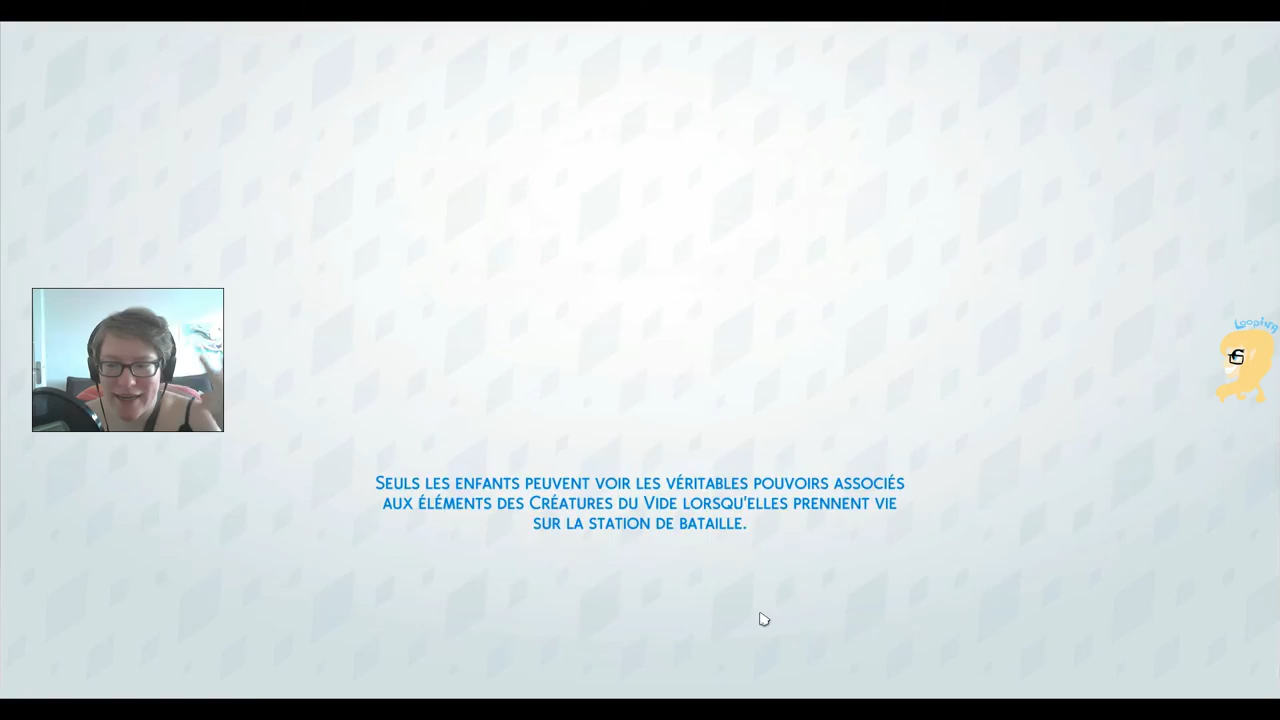 Looping
SEULS LES ENFANTS PEUVENT VOIR LES VÉRITABLES POUVOIRS ASSOCIÉS
AUX ÉLÉMENTS DES CRÉATURES DU VIDE LORSQU'ELLES PRENNENT VIE
SUR LA STATION DE BATAILLE.